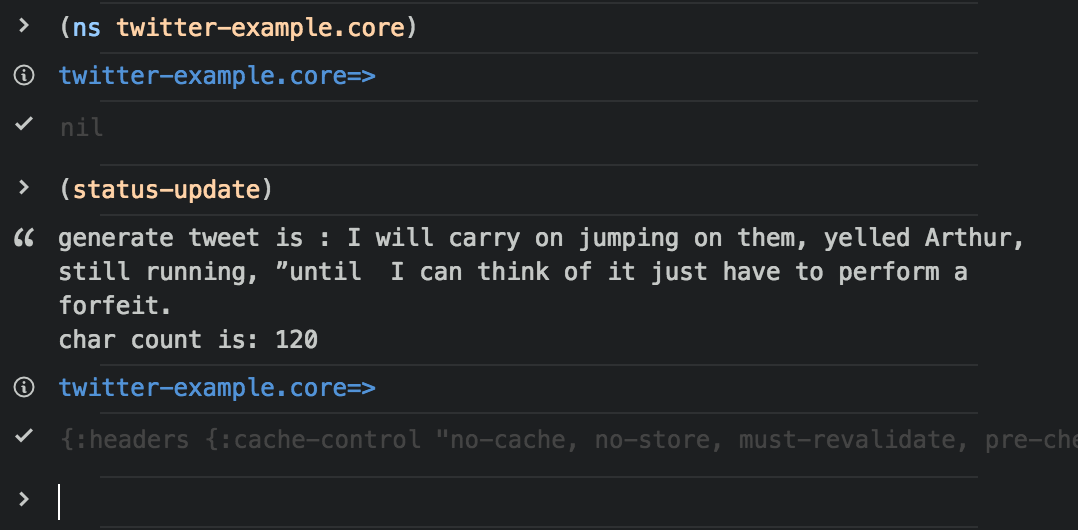 (ns twitter-example.core)
twitter-example.core=>
nil
(status-update)
generate tweet is : I will carry on jumping on them, yelled Arthur,
still running, ”until  I can think of it just have to perform a
forfeit.
char count is: 120
twitter-example.core=>
{:headers {:cache-control "no-cache, no-store, must-revalidate, pre-che